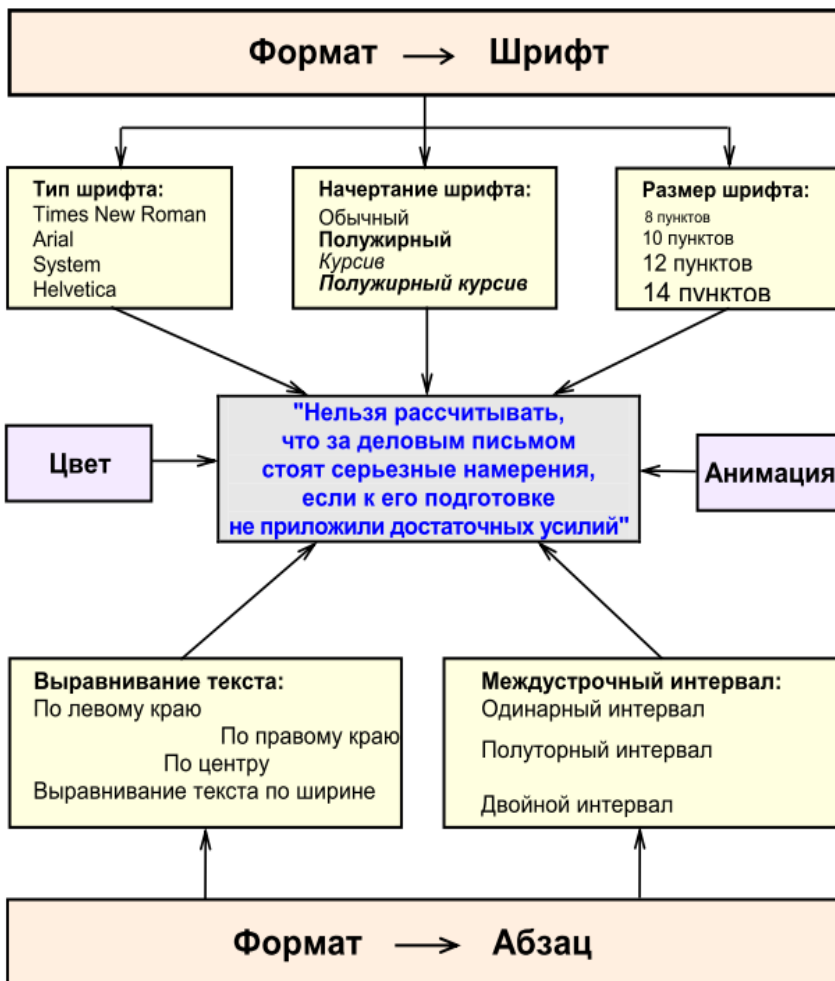 Формат → Шрифт
Тип шрифта:
Times New Roman
Arial
System
Helvetica
Начертание шрифта:
Обычный
Полужирный
Курсив
Полужирный курсив
Размер шрифта:
8 пунктов
10 пунктов
12 пунктов
14 пунктов
Цвет
"Нельзя рассчитывать,
что за деловым письмом
стоят серьезные намерения,
если к его подготовке
не приложили достаточных усилий"
Анимация
Выравнивание текста:
По левому краю
По правому краю
По центру
Выравнивание текста по ширине
Междустрочный интервал:
Одинарный интервал
Полуторный интервал
Двойной интервал
Формат → Абзац